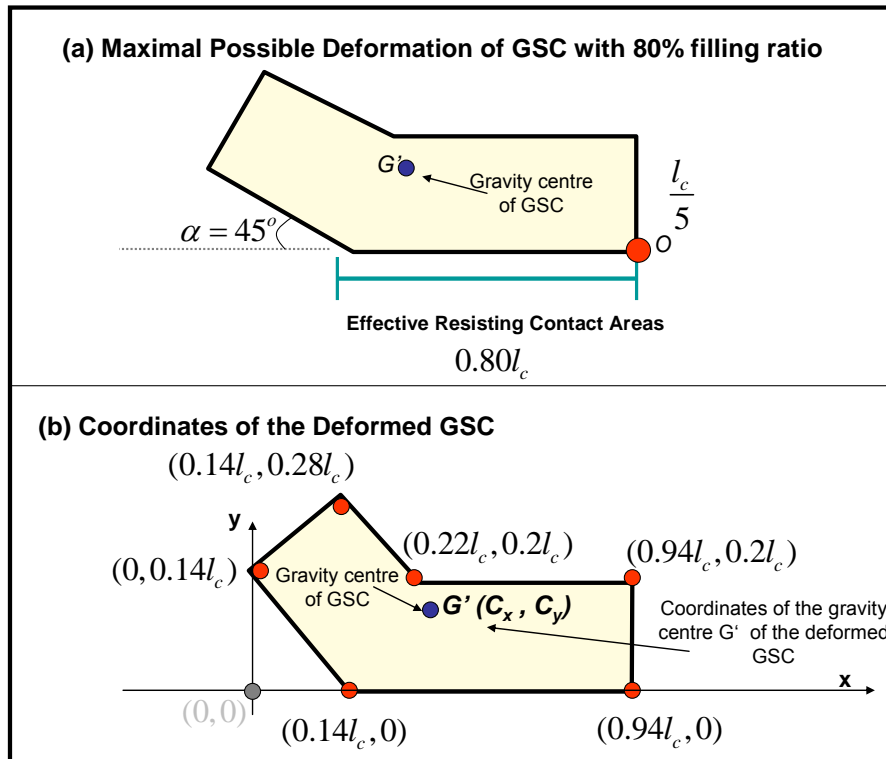 (a) Maximal Possible Deformation of GSC with 80% filling ratio
G'
Gravity centre
of GSC
l_c/5
α = 45°
O
Effective Resisting Contact Areas
0.80l_c
(b) Coordinates of the Deformed GSC
(0.14l_c, 0.28l_c)
y
(0.22l_c, 0.2l_c)
(0.94l_c, 0.2l_c)
(0, 0.14l_c)
Gravity centre
of GSC
G' (C_x , C_y)
Coordinates of the gravity
centre G' of the deformed
GSC
x
(0, 0)
(0.14l_c, 0)
(0.94l_c, 0)